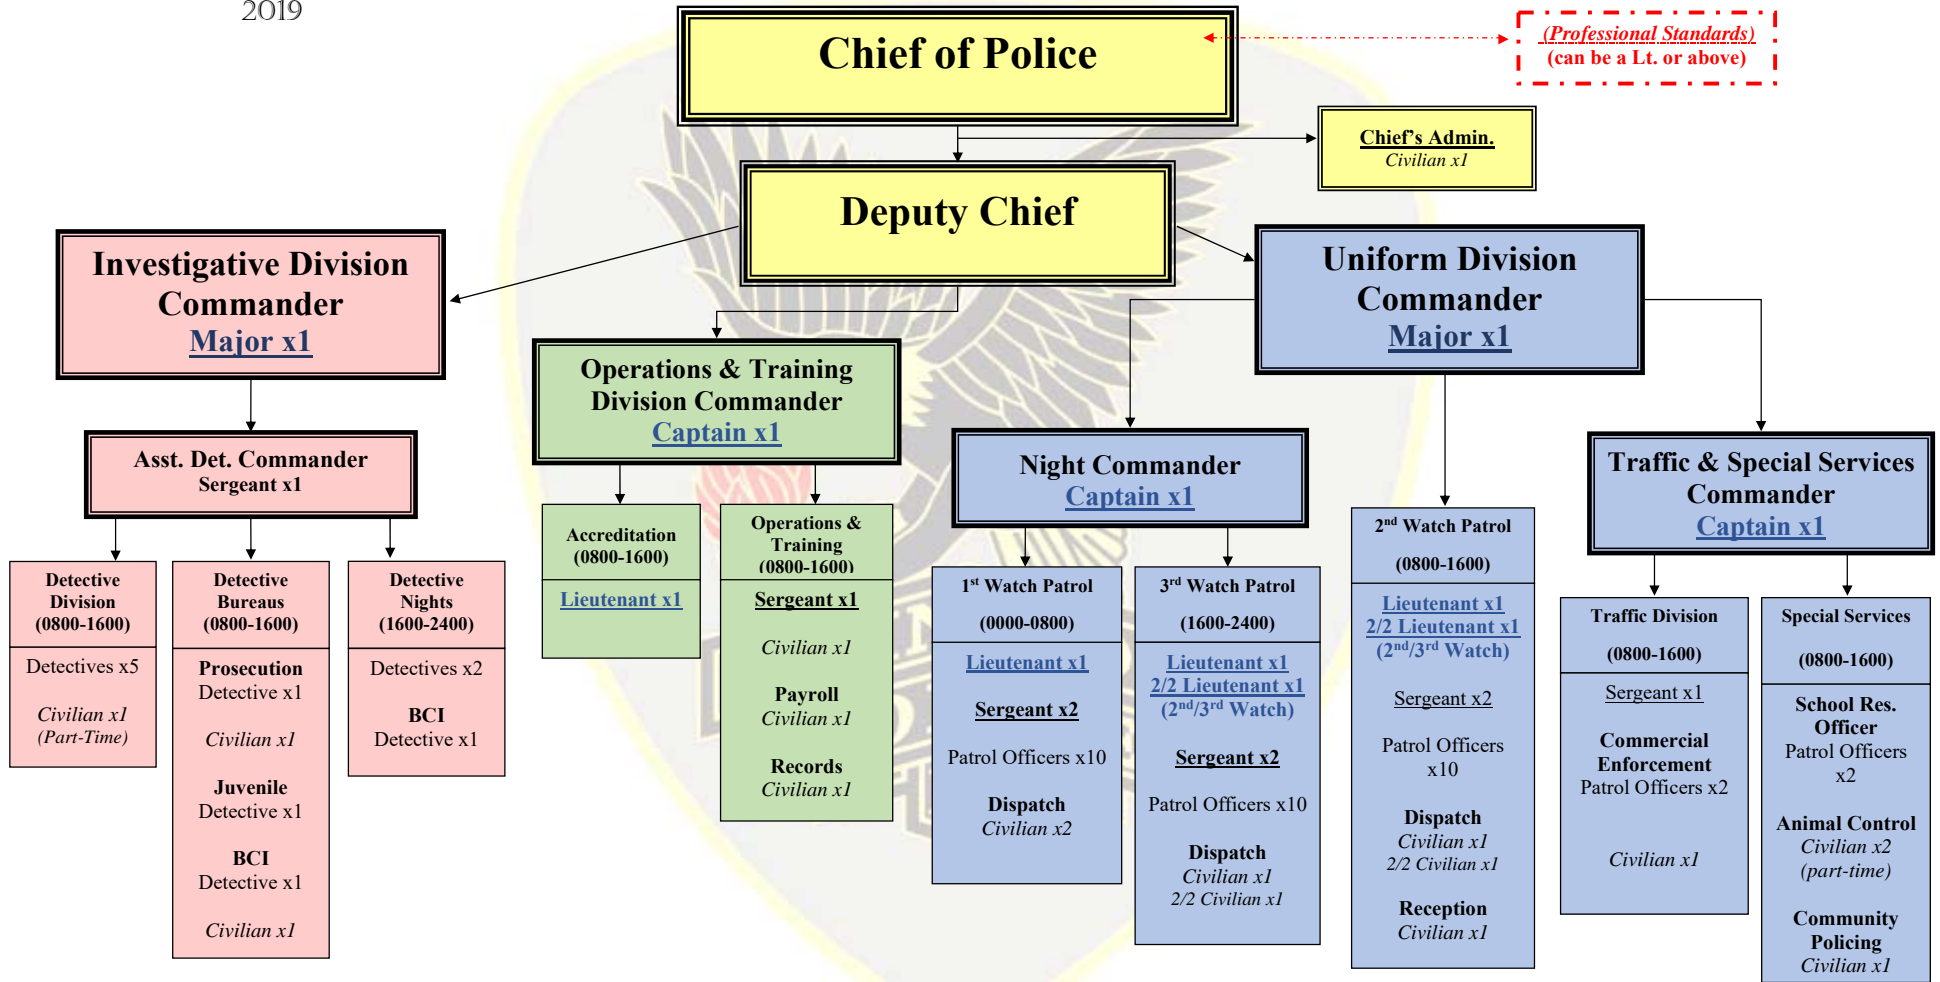 2019
Chief of Police
(Professional Standards)
(can be a Lt. or above)
Chief's Admin.
Civilian x1
Deputy Chief
Investigative Division
Commander
Major x1
Uniform Division
Commander
Major x1
Operations & Training
Division Commander
Captain x1
Asst. Det. Commander
Sergeant x1
Night Commander
Captain x1
Traffic & Special Services
Commander
Captain x1
Detective
Division
(0800-1600)
Detectives x5
Civilian x1
(Part-Time)
Detective
Bureaus
(0800-1600)
Prosecution
Detective x1
Civilian x1
Juvenile
Detective x1
BCI
Detective x1
Civilian x1
Detective
Nights
(1600-2400)
Detectives x2
BCI
Detective x1
Accreditation
(0800-1600)
Lieutenant x1
Operations &
Training
(0800-1600)
Sergeant x1
Civilian x1
Payroll
Civilian x1
Records
Civilian x1
1st Watch Patrol
(0000-0800)
Lieutenant x1
Sergeant x2
Patrol Officers x10
Dispatch
Civilian x2
3rd Watch Patrol
(1600-2400)
Lieutenant x1
2/2 Lieutenant x1
(2nd/3rd Watch)
Sergeant x2
Patrol Officers x10
Dispatch
Civilian x1
2/2 Civilian x1
2nd Watch Patrol
(0800-1600)
Lieutenant x1
2/2 Lieutenant x1
(2nd/3rd Watch)
Sergeant x2
Patrol Officers
x10
Dispatch
Civilian x1
2/2 Civilian x1
Reception
Civilian x1
Traffic Division
(0800-1600)
Sergeant x1
Commercial
Enforcement
Patrol Officers x2
Civilian x1
Special Services
(0800-1600)
School Res.
Officer
Patrol Officers
x2
Animal Control
Civilian x2
(part-time)
Community
Policing
Civilian x1